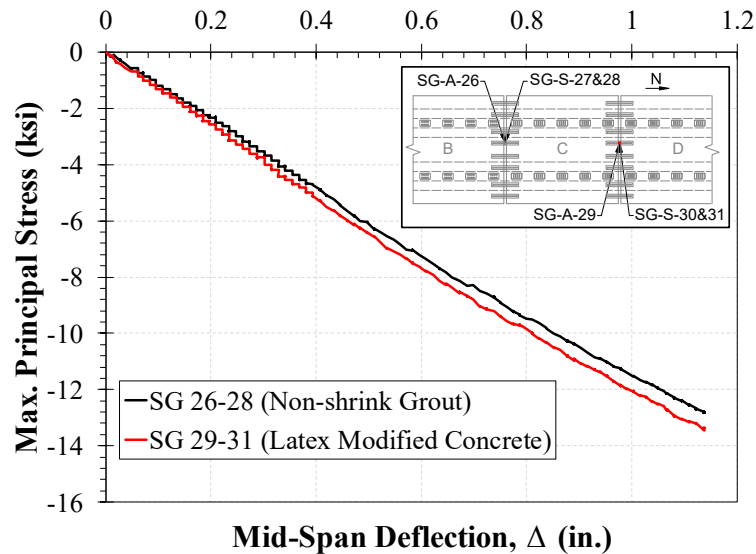 0 0.2 0.4 0.6 0.8 1 1.2
0
-2
-4
-6
-8
-10
-12
-14
-16
Max. Principal Stress (ksi)
SG-A-26 SG-S-27&28 N
B C D
SG-A-29 SG-S-30&31
SG 26-28 (Non-shrink Grout)
SG 29-31 (Latex Modified Concrete)
Mid-Span Deflection, Δ (in.)